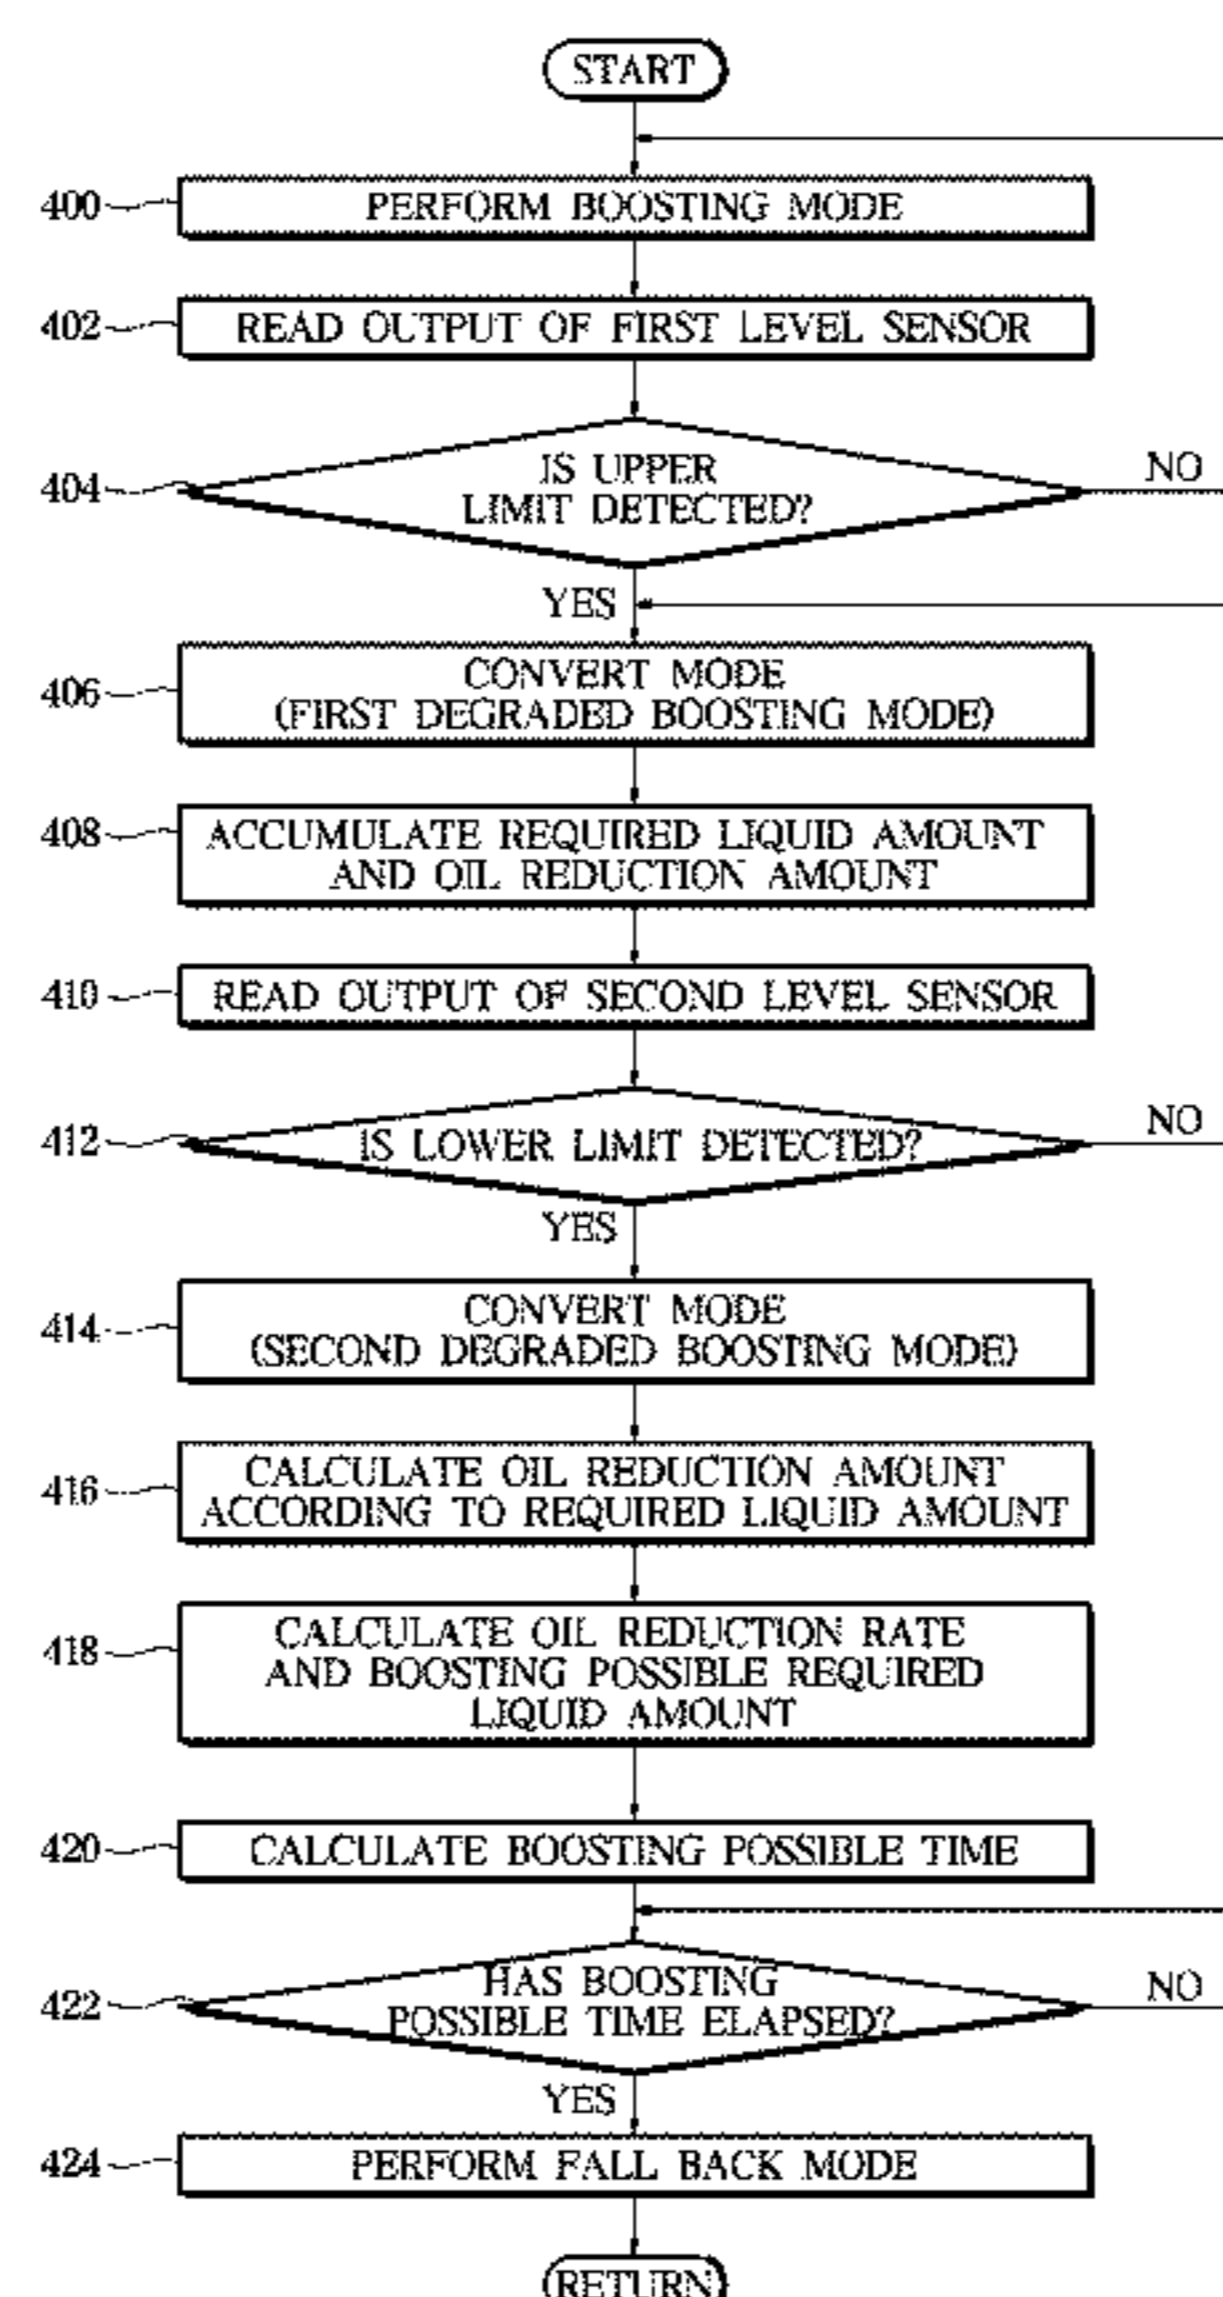 START
400
PERFORM BOOSTING MODE
402
READ OUTPUT OF FIRST LEVEL SENSOR
404
IS UPPER
LIMIT DETECTED?
NO
YES
406
CONVERT MODE
(FIRST DEGRADED BOOSTING MODE)
408
ACCUMULATE REQUIRED LIQUID AMOUNT
AND OIL REDUCTION AMOUNT
410
READ OUTPUT OF SECOND LEVEL SENSOR
412
IS LOWER LIMIT DETECTED?
NO
YES
414
CONVERT MODE
(SECOND DEGRADED BOOSTING MODE)
416
CALCULATE OIL REDUCTION AMOUNT
ACCORDING TO REQUIRED LIQUID AMOUNT
418
CALCULATE OIL REDUCTION RATE
AND BOOSTING POSSIBLE REQUIRED
LIQUID AMOUNT
420
CALCULATE BOOSTING POSSIBLE TIME
422
HAS BOOSTING
POSSIBLE TIME ELAPSED?
NO
YES
424
PERFORM FALL BACK MODE
RETURN